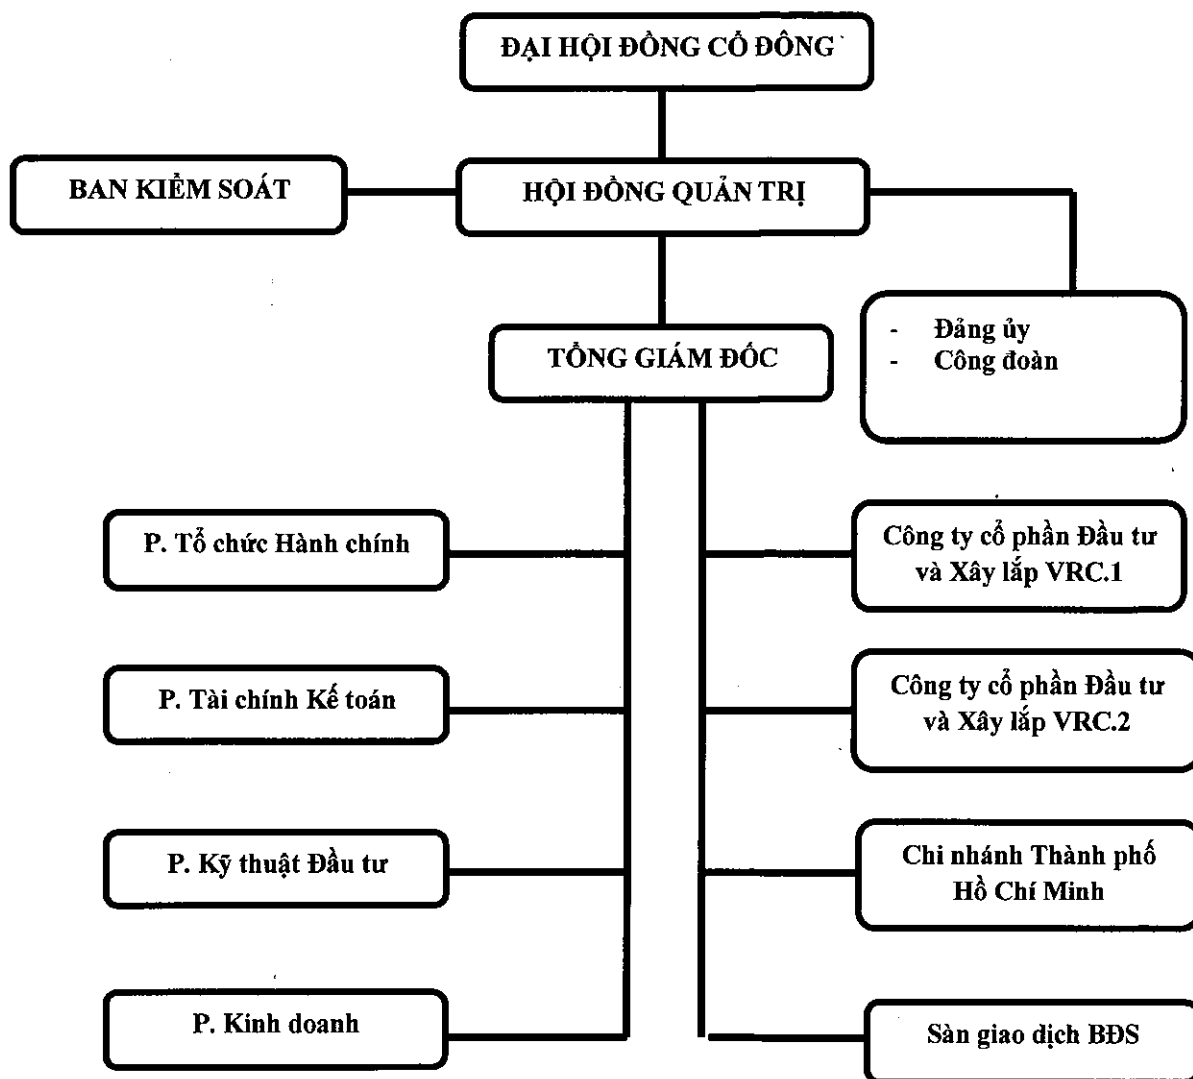 ĐẠI HỘI ĐỒNG CỔ ĐÔNG
BAN KIỂM SOÁT
HỘI ĐỒNG QUẢN TRỊ
- Đảng ủy
- Công đoàn
TỔNG GIÁM ĐỐC
P. Tổ chức Hành chính
Công ty cổ phần Đầu tư
và Xây lắp VRC.1
P. Tài chính Kế toán
Công ty cổ phần Đầu tư
và Xây lắp VRC.2
P. Kỹ thuật Đầu tư
Chi nhánh Thành phố
Hồ Chí Minh
P. Kinh doanh
Sàn giao dịch BĐS